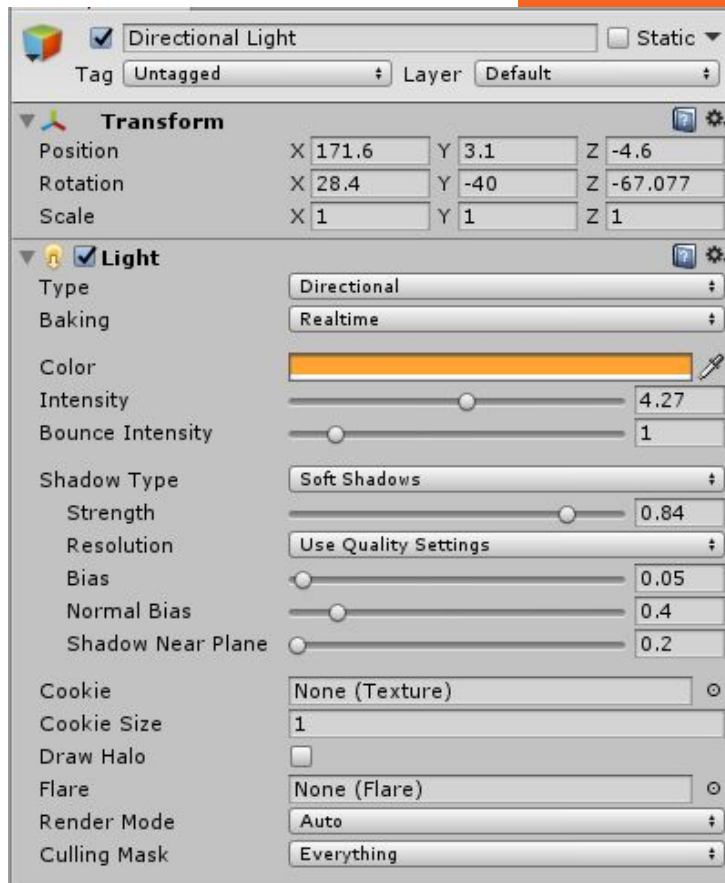 Directional Light Static
Tag Untagged Layer Default
Transform
Position X 171.6 Y 3.1 Z -4.6
Rotation X 28.4 Y -40 Z -67.077
Scale X 1 Y 1 Z 1
Light
Type Directional
Baking Realtime
Color
Intensity 4.27
Bounce Intensity 1
Shadow Type Soft Shadows
Strength 0.84
Resolution Use Quality Settings
Bias 0.05
Normal Bias 0.4
Shadow Near Plane 0.2
Cookie None (Texture)
Cookie Size 1
Draw Halo
Flare None (Flare)
Render Mode Auto
Culling Mask Everything